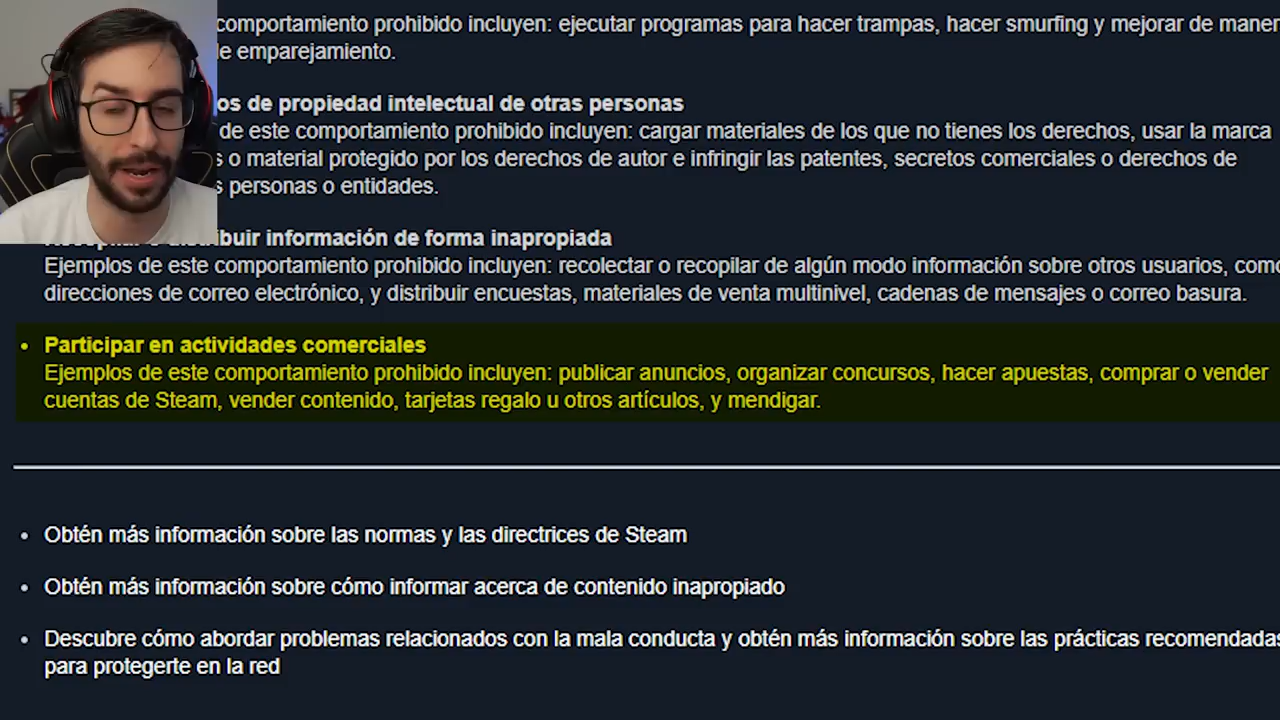 comportamiento prohibido incluyen: ejecutar programas para hacer trampas, hacer smurfing y mejorar de
de emparejamiento.
de propiedad intelectual de otras personas
de este comportamiento prohibido incluyen: cargar materiales de los que no tienes los derechos, usar la marca
o material protegido por los derechos de autor e infringir las patentes, secretos comerciales o derechos de
personas o entidades.
información de forma inapropiada
Ejemplos de este comportamiento prohibido incluyen: recolectar o recopilar de algún modo información sobre otros usuarios, como
direcciones de correo electrónico, y distribuir encuestas, materiales de venta multinivel, cadenas de mensajes o correo basura.
• Participar en actividades comerciales
Ejemplos de este comportamiento prohibido incluyen: publicar anuncios, organizar concursos, hacer apuestas, comprar o vender
cuentas de Steam, vender contenido, tarjetas regalo u otros artículos, y mendigar.
• Obtén más información sobre las normas y las directrices de Steam
• Obtén más información sobre cómo informar acerca de contenido inapropiado
• Descubre cómo abordar problemas relacionados con la mala conducta y obtén más información sobre las prácticas recomendadas
para protegerte en la red